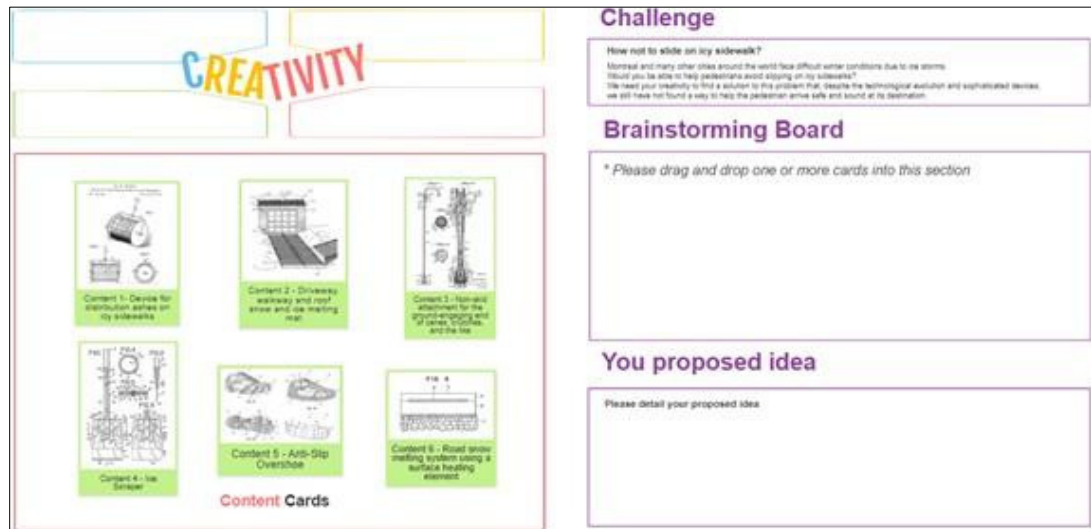 CREATIVITY
Content 1- Device for
distribution ashes on
icy sidewalks
Content 2 - Driveway,
walkway and roof
snow and ice melting
mat
Content 3 - Non-skid
attachment for the
ground-engaging end
of canes, crutches,
and the like
Content 4 - Ice
Scraper
Content 5 - Anti-Slip
Overshoe
FIG. 4
Content 6 - Road snow
melting system using a
surface heating
element
Content Cards
Challenge
How not to slide on icy sidewalk?
Montreal and many other cities around the world face difficult winter conditions due to ice storms.
Would you be able to help pedestrians avoid slipping on icy sidewalks?
We need your creativity to find a solution to this problem that, despite the technological evolution and sophisticated devices,
we still have not found a way to help the pedestrian arrive safe and sound at its destination.
Brainstorming Board
* Please drag and drop one or more cards into this section
You proposed idea
Please detail your proposed idea